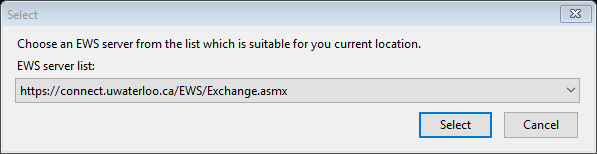 Select
Choose an EWS server from the list which is suitable for you current location.
EWS server list:
https://connect.uwaterloo.ca/EWS/Exchange.asmx
Select Cancel